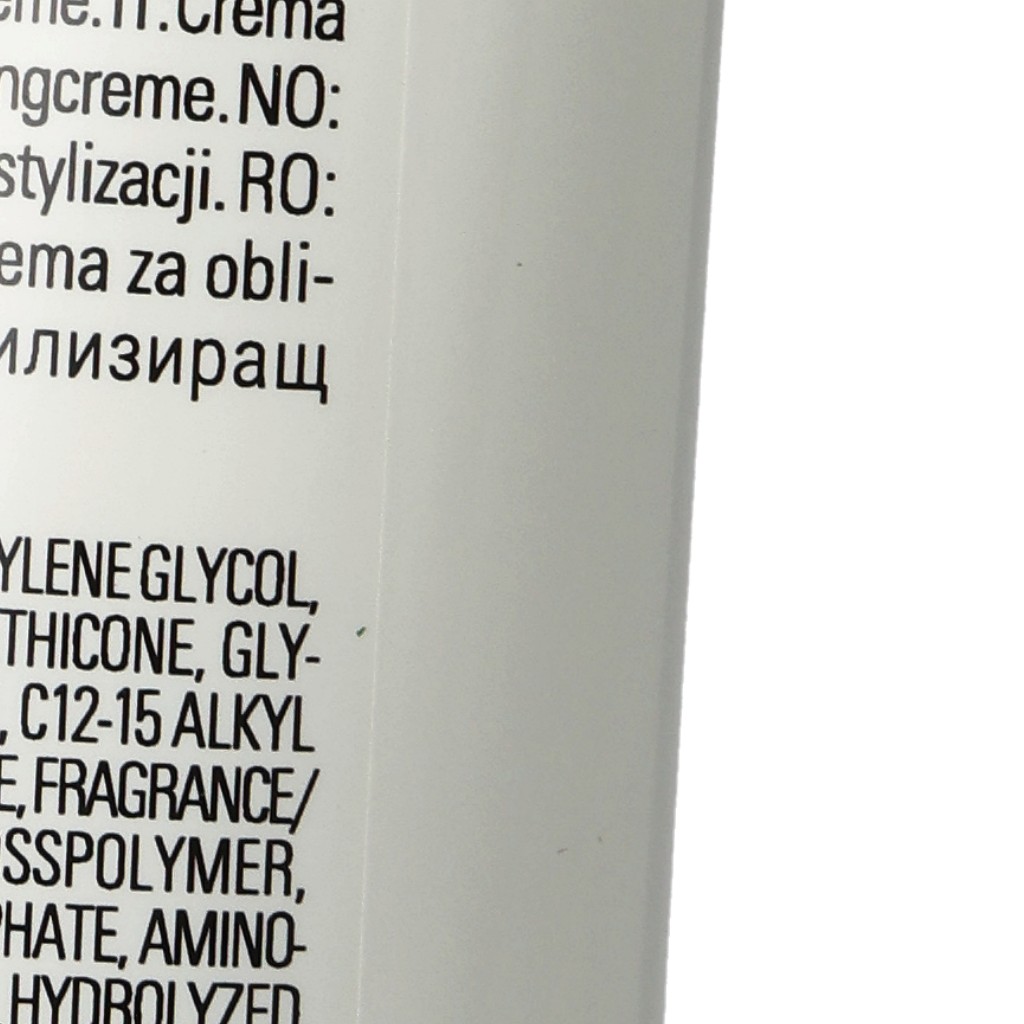 eme. IT: Crema
ngcreme. NO:
stylizacji. RO:
ema za obli-
илизиращ
YLENE GLYCOL,
THICONE, GLY-
, C12-15 ALKYL
E, FRAGRANCE/
OSSPOLYMER,
PHATE, AMINO-
HYDROLYZED